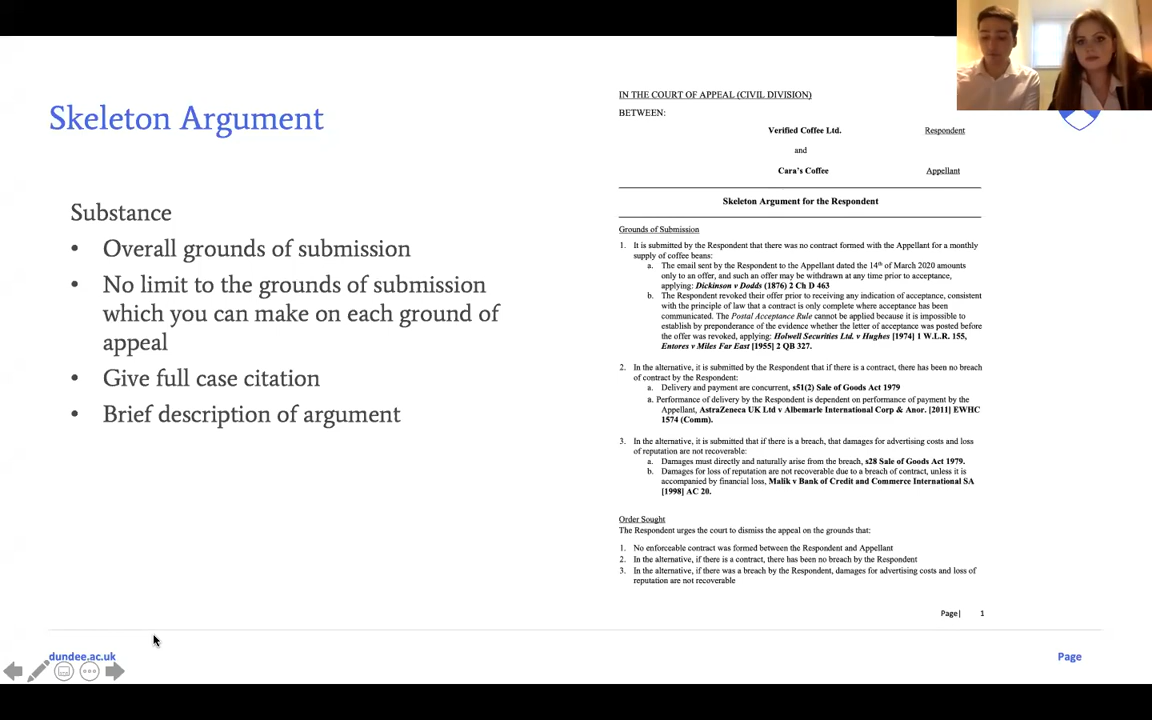 Skeleton Argument
Substance
• Overall grounds of submission
• No limit to the grounds of submission
which you can make on each ground of
appeal
• Give full case citation
• Brief description of argument
IN THE COURT OF APPEAL (CIVIL DIVISION)
BETWEEN:
Verified Coffee Ltd. Respondent
and
Cara's Coffee Appellant
Skeleton Argument for the Respondent
Grounds of Submission
1. It is submitted by the Respondent that there was no contract formed with the Appellant for a monthly
supply of coffee beans:
a. The email sent by the Respondent to the Appellant dated the 14th of March 2020 amounts
only to an offer, and such an offer may be withdrawn at any time prior to acceptance,
applying: Dickinson v Dodds (1876) 2 Ch D 463
b. The Respondent revoked their offer prior to receiving any indication of acceptance, consistent
with the principle of law that a contract is only complete where acceptance has been
communicated. The Postal Acceptance Rule cannot be applied because it is impossible to
establish by preponderance of the evidence whether the letter of acceptance was posted before
the offer was revoked, applying: Holwell Securities Ltd. v Hughes [1974] 1 W.L.R. 155,
Entores v Miles Far East [1955] 2 QB 327.
2. In the alternative, it is submitted by the Respondent that if there is a contract, there has been no breach
of contract by the Respondent:
a. Delivery and payment are concurrent, s51(2) Sale of Goods Act 1979
a. Performance of delivery by the Respondent is dependent on performance of payment by the
Appellant, AstraZeneca UK Ltd v Albemarle International Corp & Anor. [2011] EWHC
1574 (Comm).
3. In the alternative, it is submitted that if there is a breach, that damages for advertising costs and loss
of reputation are not recoverable:
a. Damages must directly and naturally arise from the breach, s28 Sale of Goods Act 1979.
b. Damages for loss of reputation are not recoverable due to a breach of contract, unless it is
accompanied by financial loss, Malik v Bank of Credit and Commerce International SA
[1998] AC 20.
Order Sought
The Respondent urges the court to dismiss the appeal on the grounds that:
1. No enforceable contract was formed between the Respondent and Appellant
2. In the alternative, if there is a contract, there has been no breach by the Respondent
3. In the alternative, if there was a breach by the Respondent, damages for advertising costs and loss of
reputation are not recoverable
Page| 1
dundee.ac.uk
Page